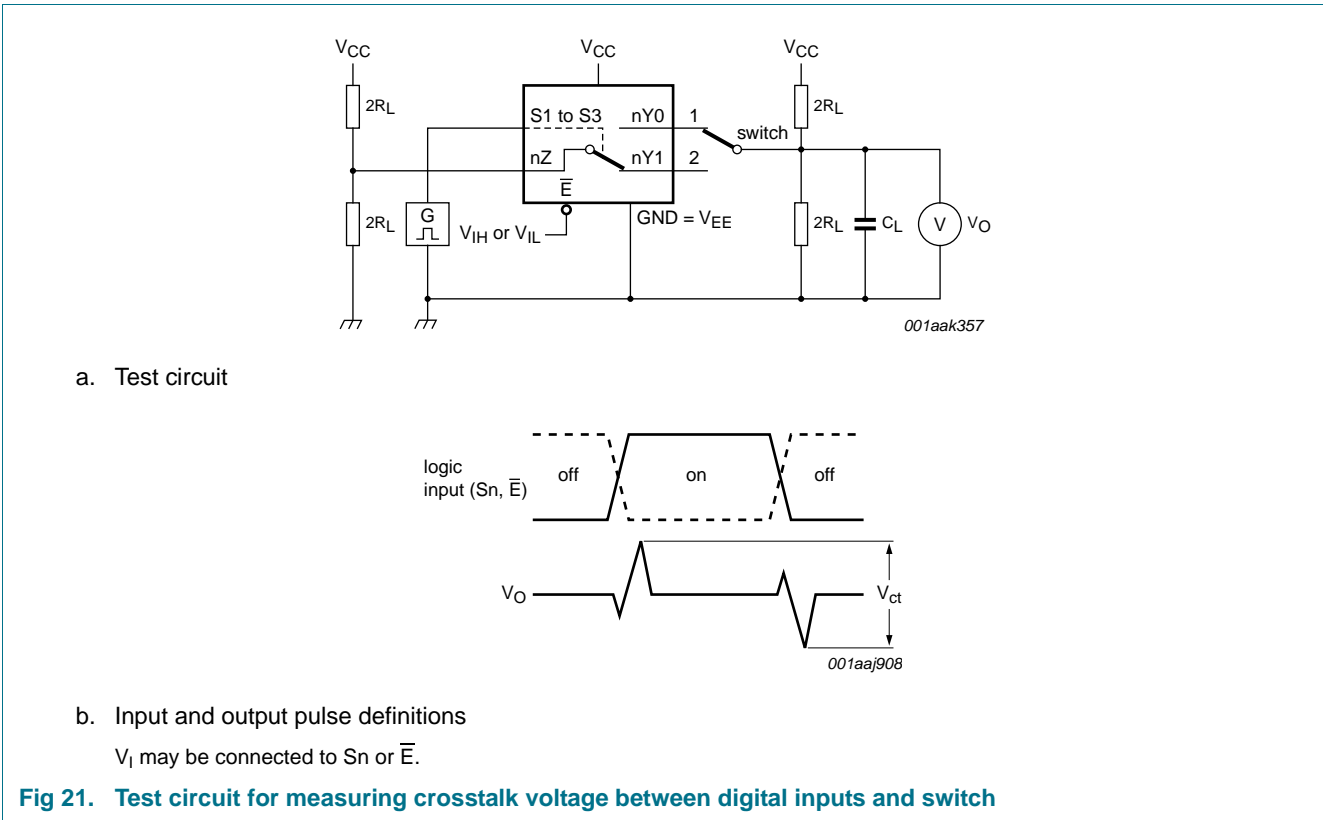 VCC
VCC
VCC
2RL
S1 to S3
nY0
1
2RL
switch
nZ
nY1
2
E̅
2RL
G
VIH or VIL
GND = VEE
2RL
CL
V
VO
001aak357
a. Test circuit
logic
input (Sn, E̅)
off
on
off
VO
Vct
001aaj908
b. Input and output pulse definitions
VI may be connected to Sn or E̅.
Fig 21. Test circuit for measuring crosstalk voltage between digital inputs and switch